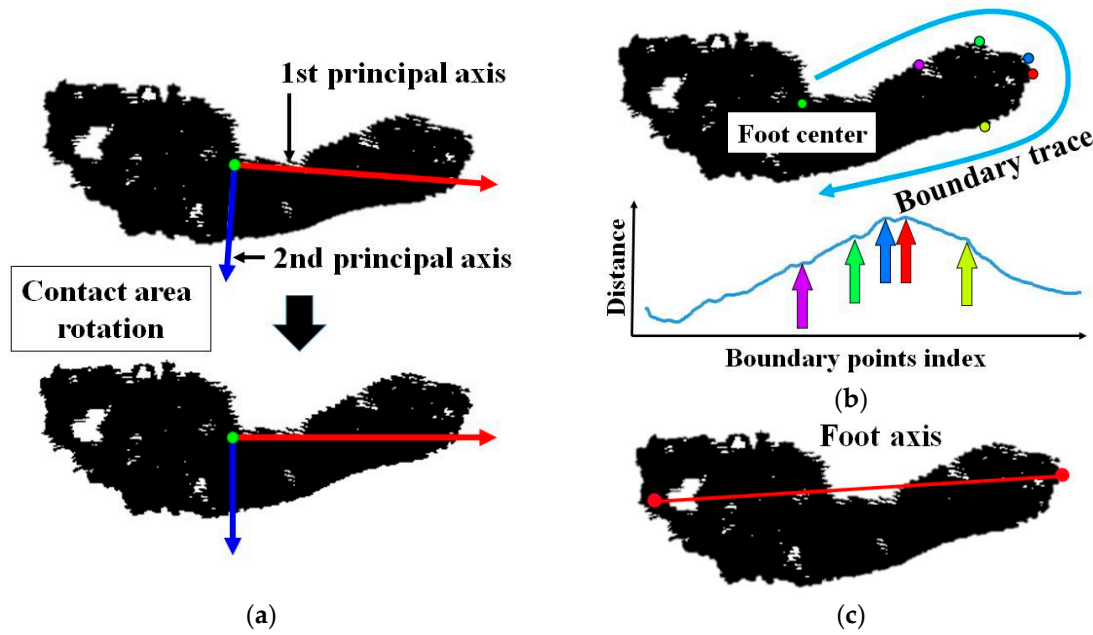 1st principal axis
2nd principal axis
Contact area
rotation
(a)
Foot center
Boundary trace
Distance
Boundary points index
(b)
Foot axis
(c)